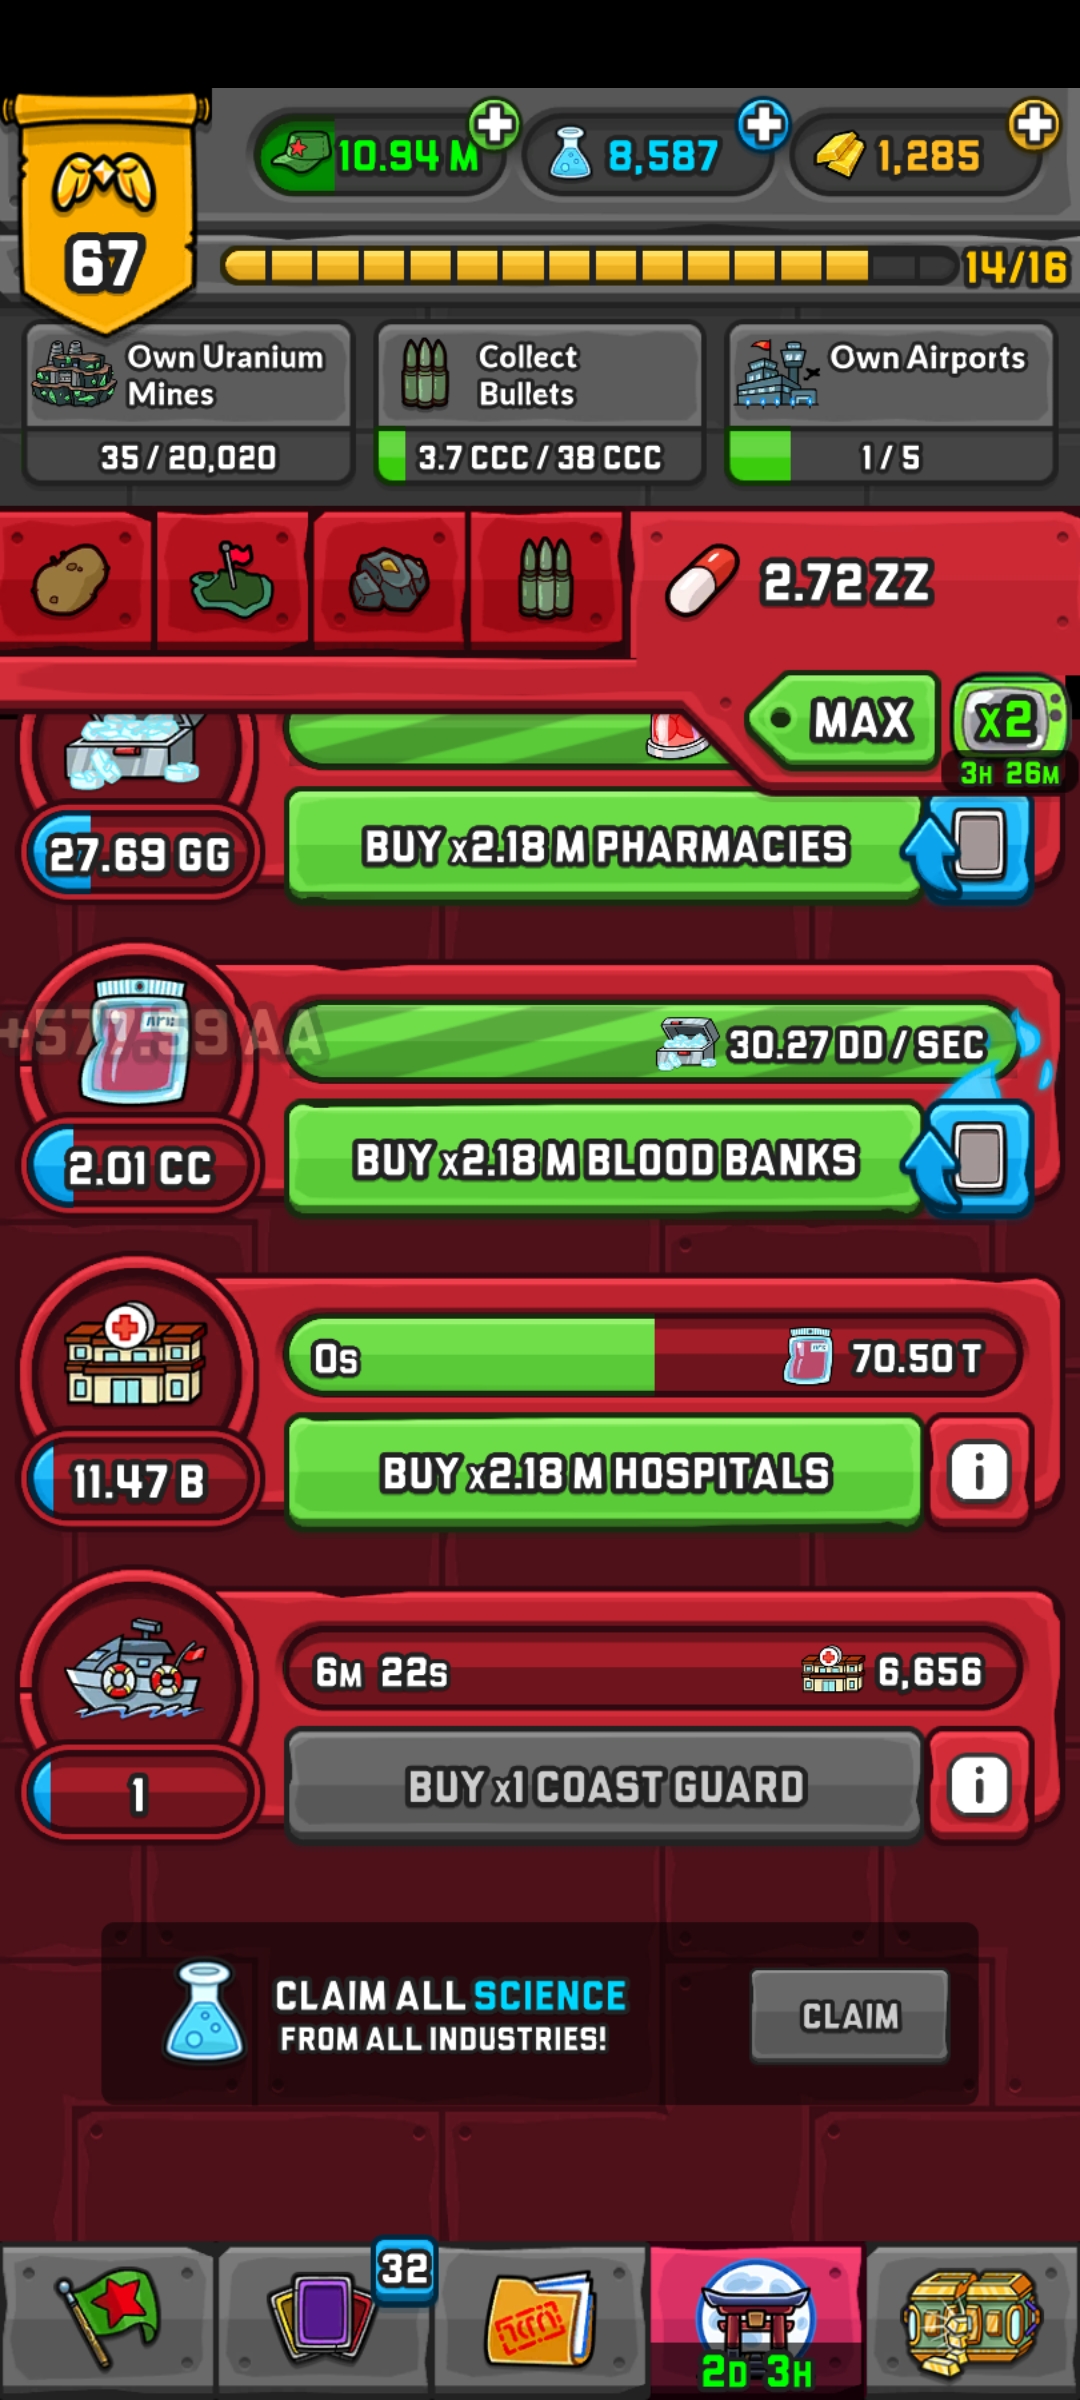 10.94 M
8,587
1,285
67
14/16
Own Uranium
Mines
35 / 20,020
Collect
Bullets
3.7 CCC / 38 CCC
Own Airports
1 / 5
2.72 ZZ
MAX
x2
3H 26M
27.69 GG
BUY x2.18 M PHARMACIES
+577.59 AA
30.27 DD / SEC
2.01 CC
BUY x2.18 M BLOOD BANKS
0s
70.50 T
11.47 B
BUY x2.18 M HOSPITALS
i
6M 22s
6,656
1
BUY x1 COAST GUARD
i
CLAIM ALL SCIENCE
FROM ALL INDUSTRIES!
CLAIM
32
2D 3H